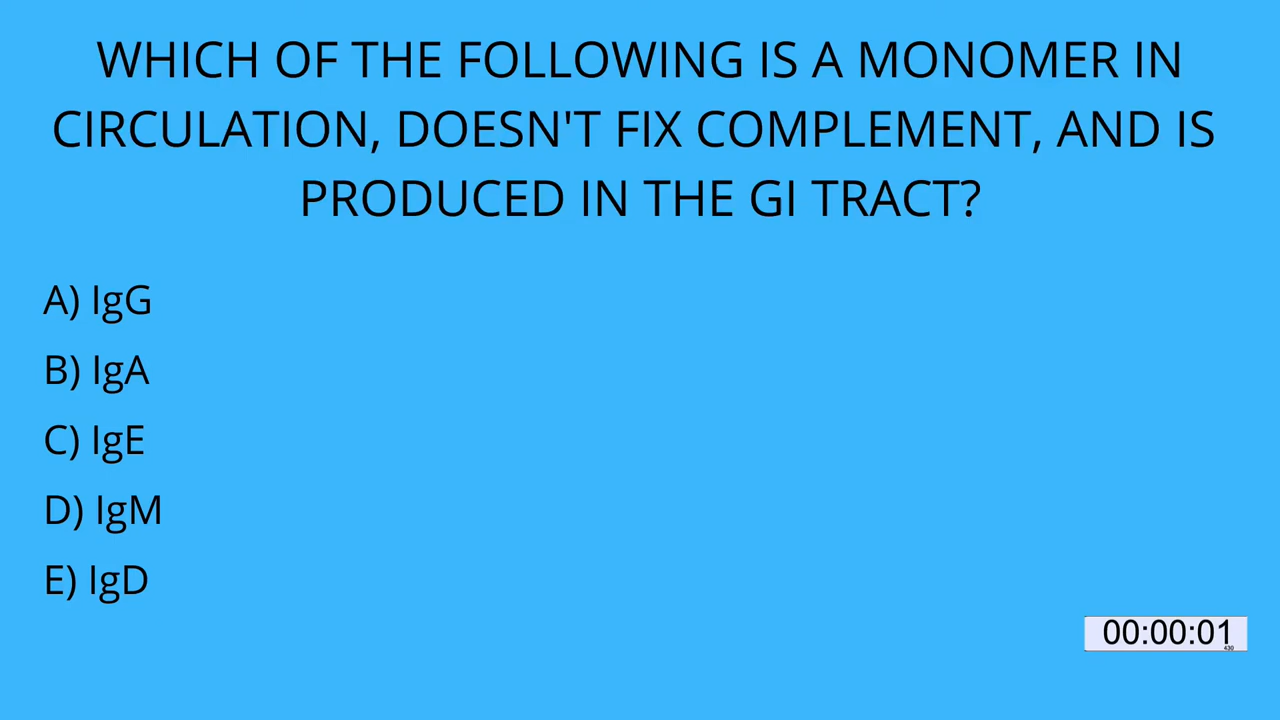 WHICH OF THE FOLLOWING IS A MONOMER IN
CIRCULATION, DOESN'T FIX COMPLEMENT, AND IS
PRODUCED IN THE GI TRACT?
A) IgG
B) IgA
C) IgE
D) IgM
E) IgD
00:00:01
430